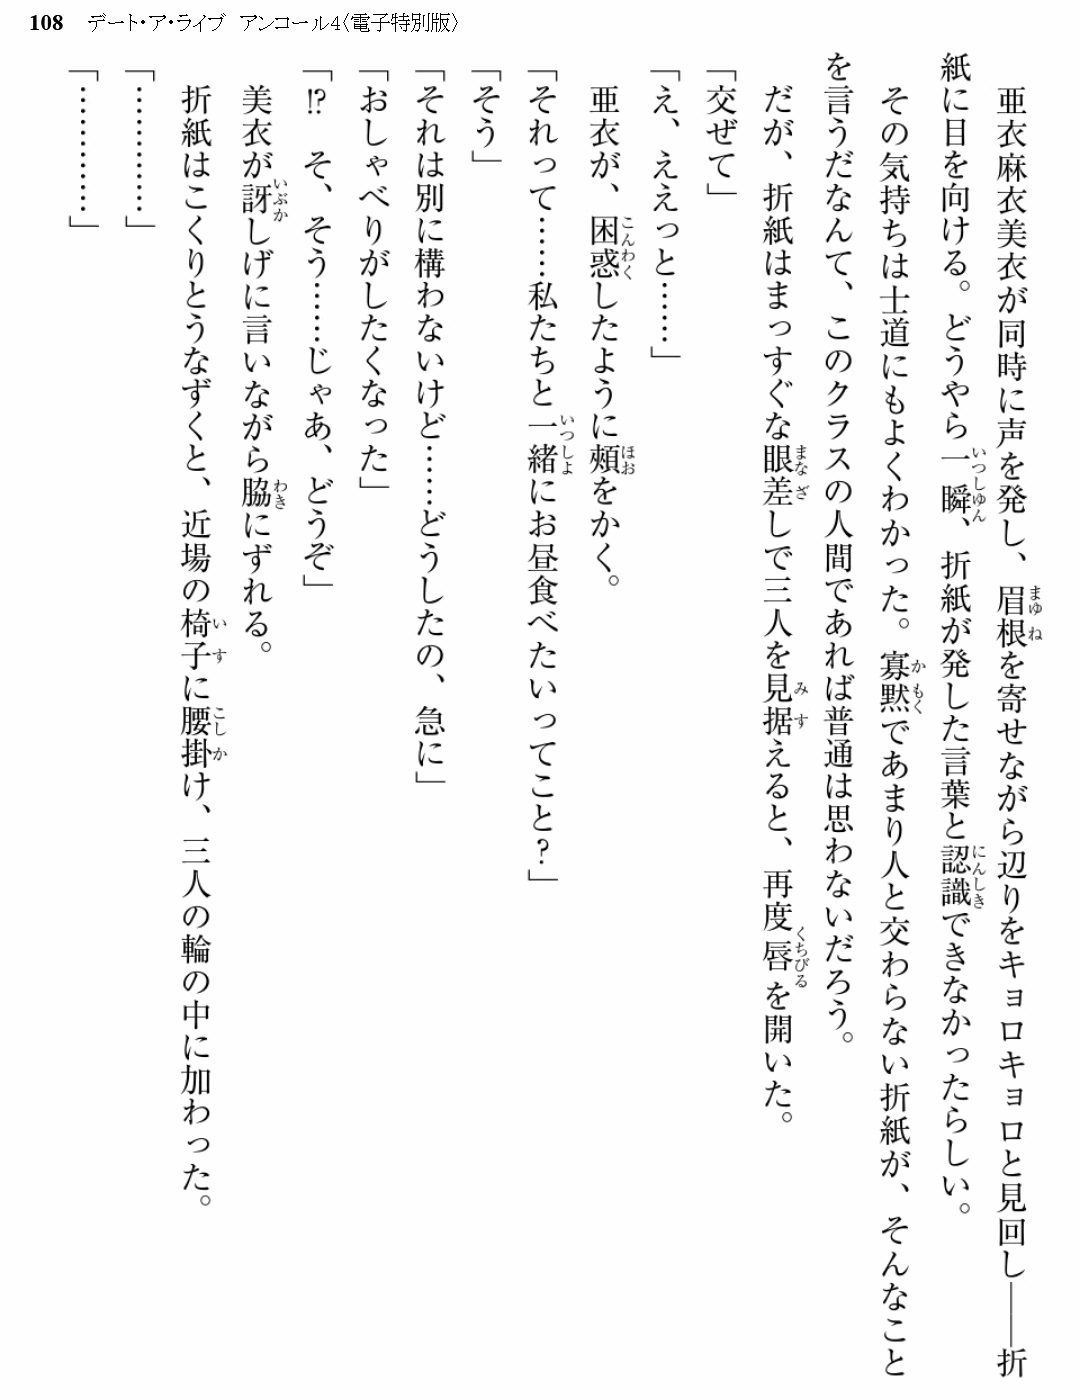 108 デート・ア・ライブ アンコール4〈電子特別版〉
亜衣麻衣美衣が同時に声を発し、眉根を寄せながら辺りをキョロキョロと見回し――折
紙に目を向ける。どうやら一瞬、折紙が発した言葉と認識できなかったらしい。
その気持ちは士道にもよくわかった。寡黙であまり人と交わらない折紙が、そんなこと
を言うだなんて、このクラスの人間であれば普通は思わないだろう。
だが、折紙はまっすぐな眼差しで三人を見据えると、再度唇を開いた。
「交ぜて」
「え、ええっと……」
亜衣が、困惑したように頰をかく。
「それって……私たちと一緒にお昼食べたいってこと？」
「そう」
「それは別に構わないけど……どうしたの、急に」
「おしゃべりがしたくなった」
「⁉ そ、そう……じゃあ、どうぞ」
美衣が訝しげに言いながら脇にずれる。
折紙はこくりとうなずくと、近場の椅子に腰掛け、三人の輪の中に加わった。
「…………」
「…………」